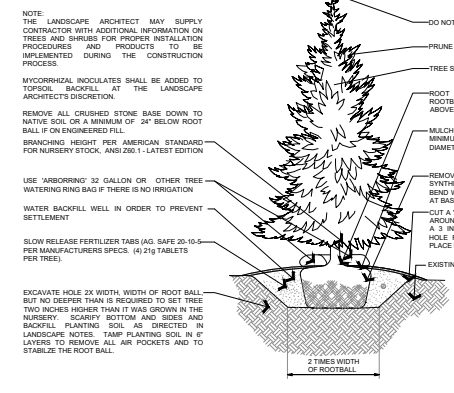 NOTE:
THE LANDSCAPE ARCHITECT MAY SUPPLY
CONTRACTOR WITH ADDITIONAL INFORMATION ON
TREES AND SHRUBS FOR PROPER INSTALLATION
PROCEDURES AND PRODUCTS TO BE
IMPLEMENTED DURING THE CONSTRUCTION
PROCESS.
MYCORRHIZAL INOCULATES SHALL BE ADDED TO
TOPSOIL BACKFILL AT THE LANDSCAPE
ARCHITECT'S DISCRETION.
REMOVE ALL CRUSHED STONE BASE DOWN TO
NATIVE SOIL OR A MINIMUM OF 24" BELOW ROOT
BALL IF ON ENGINEERED FILL.
BRANCHING HEIGHT PER AMERICAN STANDARD
FOR NURSERY STOCK, ANSI Z60.1 - LATEST EDITION
USE 'ARBORRING' 32 GALLON OR OTHER TREE
WATERING RING BAG IF THERE IS NO IRRIGATION
WATER BACKFILL WELL IN ORDER TO PREVENT
SETTLEMENT
SLOW RELEASE FERTILIZER TABS (AG. SAFE 20-10-5
PER MANUFACTURERS SPECS. (4) 21g TABLETS
PER TREE).
EXCAVATE HOLE 2X WIDTH, WIDTH OF ROOT BALL,
BUT NO DEEPER THAN IS REQUIRED TO SET TREE
TWO INCHES HIGHER THAN IT WAS GROWN IN THE
NURSERY. SCARIFY BOTTOM AND SIDES AND
BACKFILL PLANTING SOIL AS DIRECTED IN
LANDSCAPE NOTES. TAMP PLANTING SOIL IN 6"
LAYERS TO REMOVE ALL AIR POCKETS AND TO
STABILZE THE ROOT BALL.
DO NOT
PRUNE
TREE S
ROOT
ROOTB
ABOVE
MULCH
MINIMU
DIAMET
REMOV
SYNTH
BEND W
AT BAS
CUT A
AROUN
A 3 IN
HOLE F
PLACE
EXISTIN
2 TIMES WIDTH
OF ROOTBALL